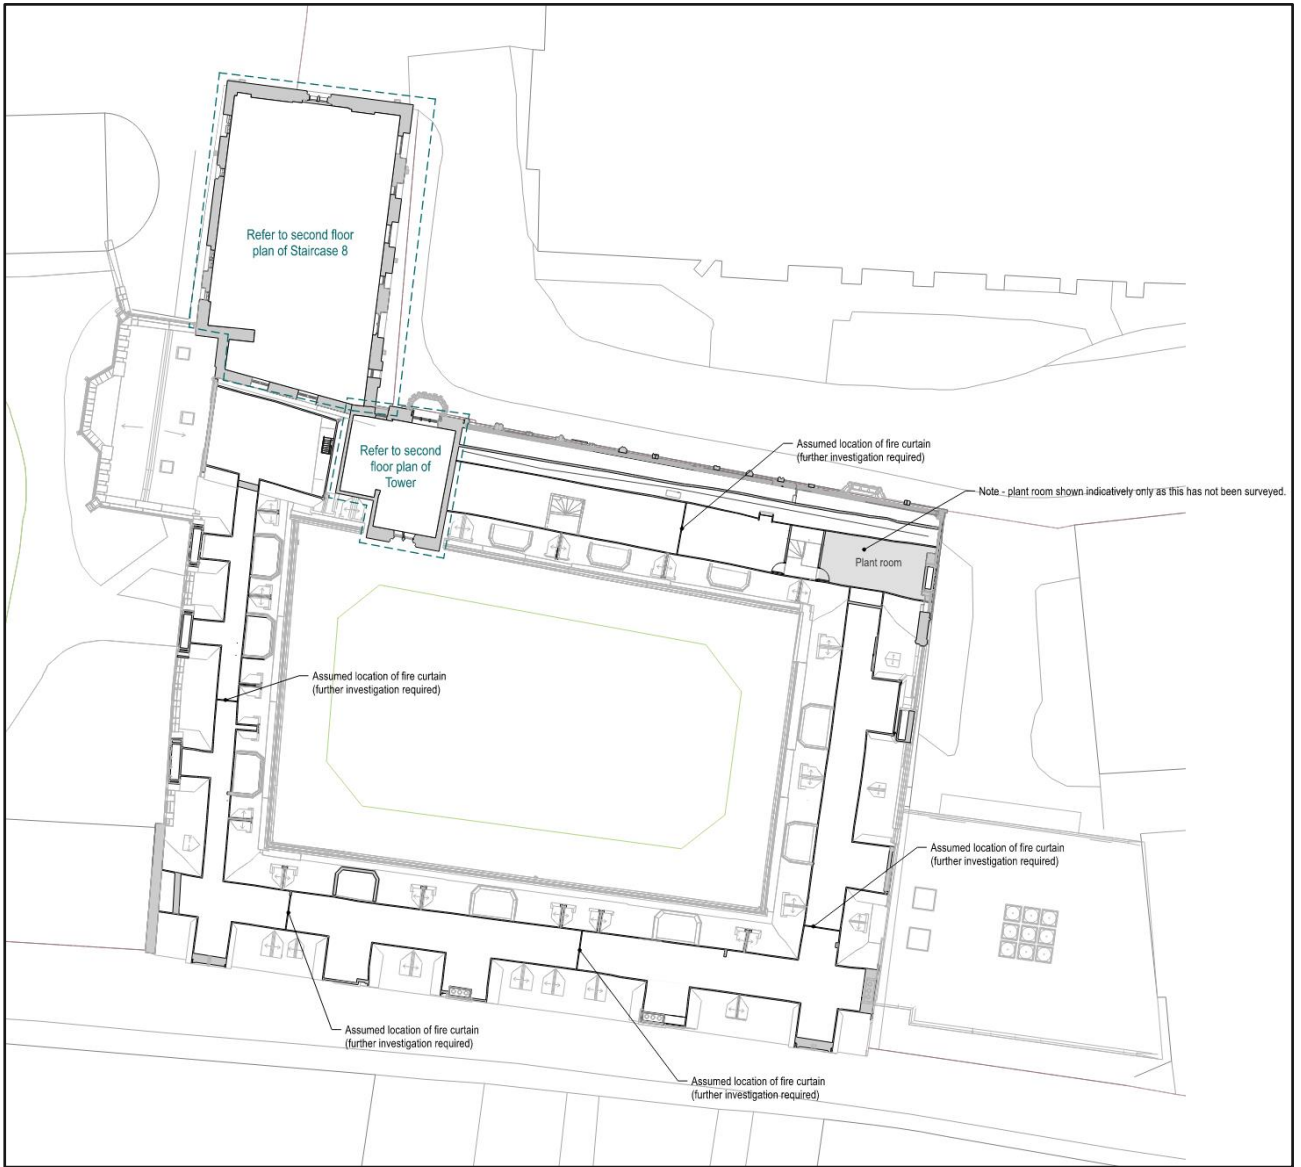 Refer to second floor
plan of Staircase 8
Refer to second
floor plan of
Tower
Assumed location of fire curtain
(further investigation required)
Note - plant room shown indicatively only as this has not been surveyed.
Plant room
Assumed location of fire curtain
(further investigation required)
Assumed location of fire curtain
(further investigation required)
Assumed location of fire curtain
(further investigation required)
Assumed location of fire curtain
(further investigation required)